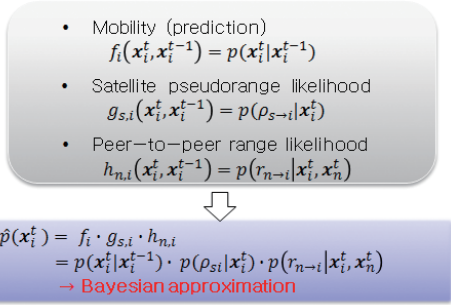 • Mobility (prediction)
f_i(x_i^t, x_i^{t-1}) = p(x_i^t|x_i^{t-1})
• Satellite pseudorange likelihood
g_{s,i}(x_i^t, x_i^{t-1}) = p(ρ_{s→i}|x_i^t)
• Peer-to-peer range likelihood
h_{n,i}(x_i^t, x_i^{t-1}) = p(r_{n→i}|x_i^t, x_n^t)
p̂(x_i^t) = f_i · g_{s,i} · h_{n,i}
= p(x_i^t|x_i^{t-1}) · p(ρ_{si}|x_i^t) · p(r_{n→i}|x_i^t, x_n^t)
→ Bayesian approximation